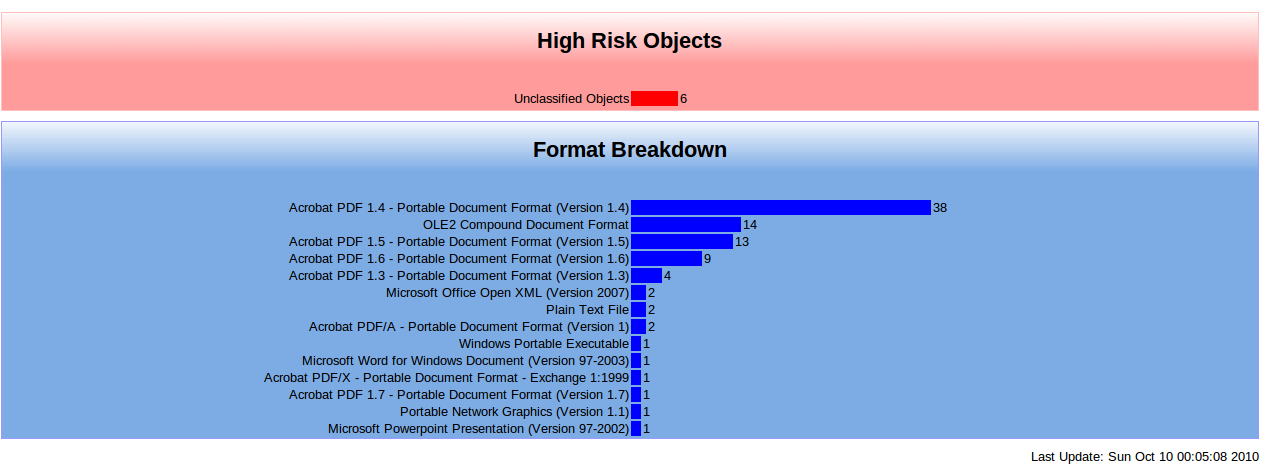 High Risk Objects
Unclassified Objects 6
Format Breakdown
Acrobat PDF 1.4 - Portable Document Format (Version 1.4) 38
OLE2 Compound Document Format 14
Acrobat PDF 1.5 - Portable Document Format (Version 1.5) 13
Acrobat PDF 1.6 - Portable Document Format (Version 1.6) 9
Acrobat PDF 1.3 - Portable Document Format (Version 1.3) 4
Microsoft Office Open XML (Version 2007) 2
Plain Text File 2
Acrobat PDF/A - Portable Document Format (Version 1) 2
Windows Portable Executable 1
Microsoft Word for Windows Document (Version 97-2003) 1
Acrobat PDF/X - Portable Document Format - Exchange 1:1999 1
Acrobat PDF 1.7 - Portable Document Format (Version 1.7) 1
Portable Network Graphics (Version 1.1) 1
Microsoft Powerpoint Presentation (Version 97-2002) 1
Last Update: Sun Oct 10 00:05:08 2010